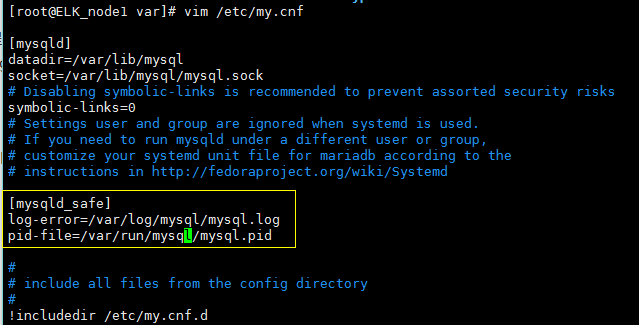 [root@ELK_node1 var]# vim /etc/my.cnf
[mysqld]
datadir=/var/lib/mysql
socket=/var/lib/mysql/mysql.sock
# Disabling symbolic-links is recommended to prevent assorted security risks
symbolic-links=0
# Settings user and group are ignored when systemd is used.
# If you need to run mysqld under a different user or group,
# customize your systemd unit file for mariadb according to the
# instructions in http://fedoraproject.org/wiki/Systemd
[mysqld_safe]
log-error=/var/log/mysql/mysql.log
pid-file=/var/run/mysql/mysql.pid
#
# include all files from the config directory
#
!includedir /etc/my.cnf.d